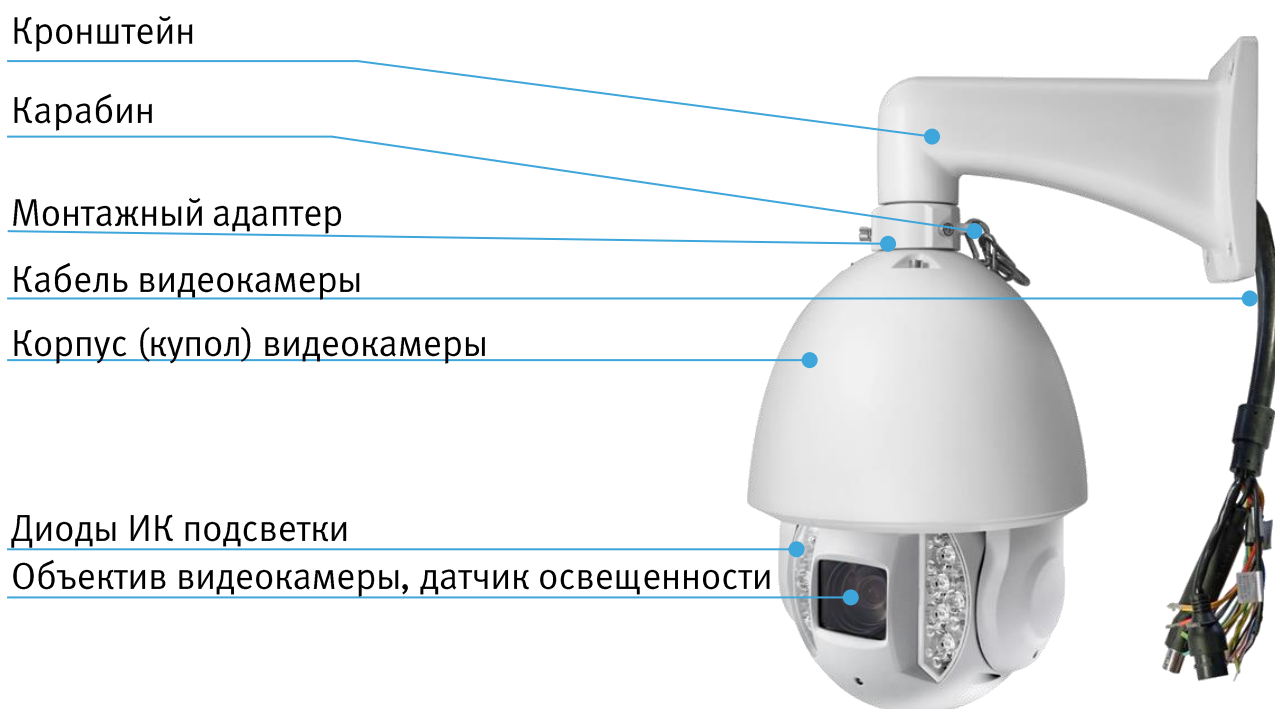 Кронштейн
Карабин
Монтажный адаптер
Кабель видеокамеры
Корпус (купол) видеокамеры
Диоды ИК подсветки
Объектив видеокамеры, датчик освещенности